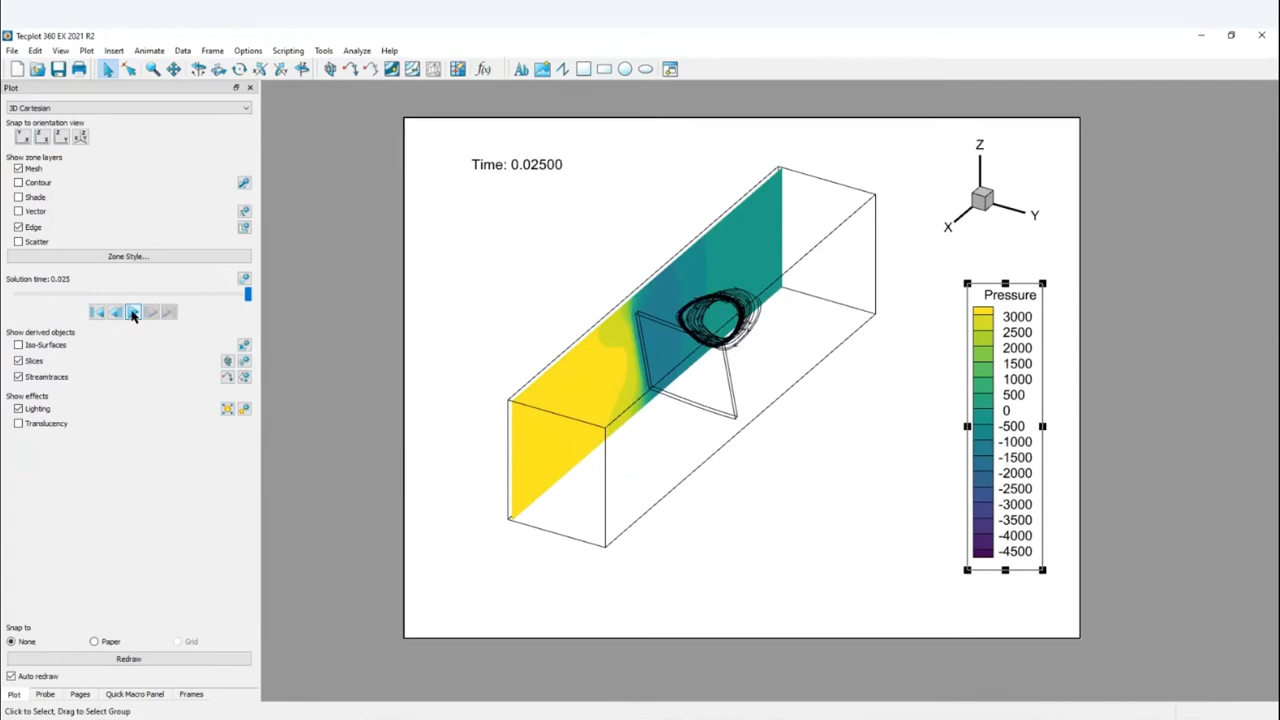 Tecplot 360 EX 2021 R2
File Edit View Plot Insert Animate Data Frame Options Scripting Tools Analyze Help
Plot
3D Cartesian
Snap to orientation view
Show zone layers
Mesh
Contour
Shade
Vector
Edge
Scatter
Zone Style...
Solution time: 0.025
Show derived objects
Iso-Surfaces
Slices
Streamtraces
Show effects
Lighting
Translucency
Snap to
None Paper Grid
Redraw
Auto redraw
Plot Probe Pages Quick Macro Panel Frames
Click to Select, Drag to Select Group
Time: 0.02500
Z
X Y
Pressure
3000
2500
2000
1500
1000
500
0
-500
-1000
-1500
-2000
-2500
-3000
-3500
-4000
-4500